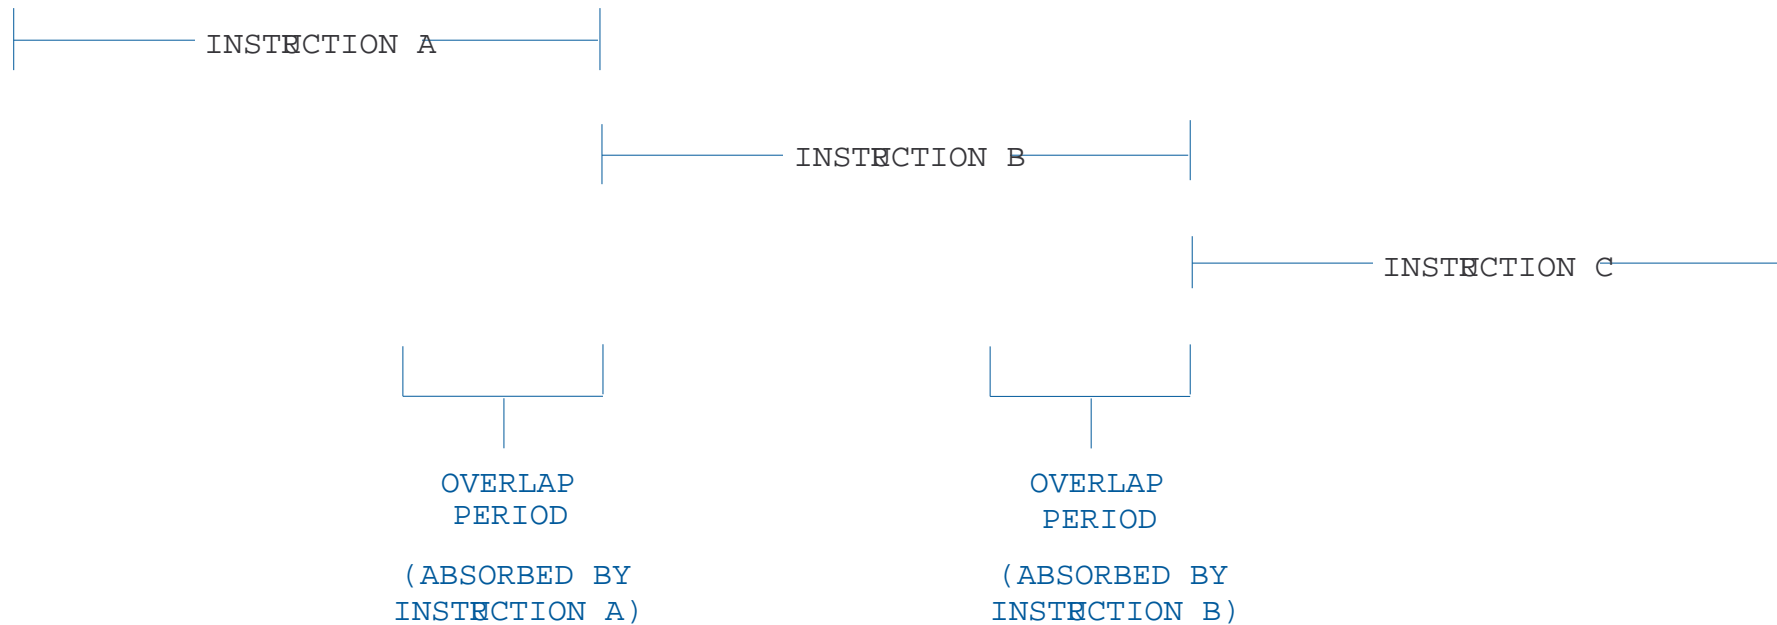 INSTRUCTION A
INSTRUCTION B
INSTRUCTION C
OVERLAP
PERIOD
(ABSORBED BY
INSTRUCTION A)
OVERLAP
PERIOD
(ABSORBED BY
INSTRUCTION B)